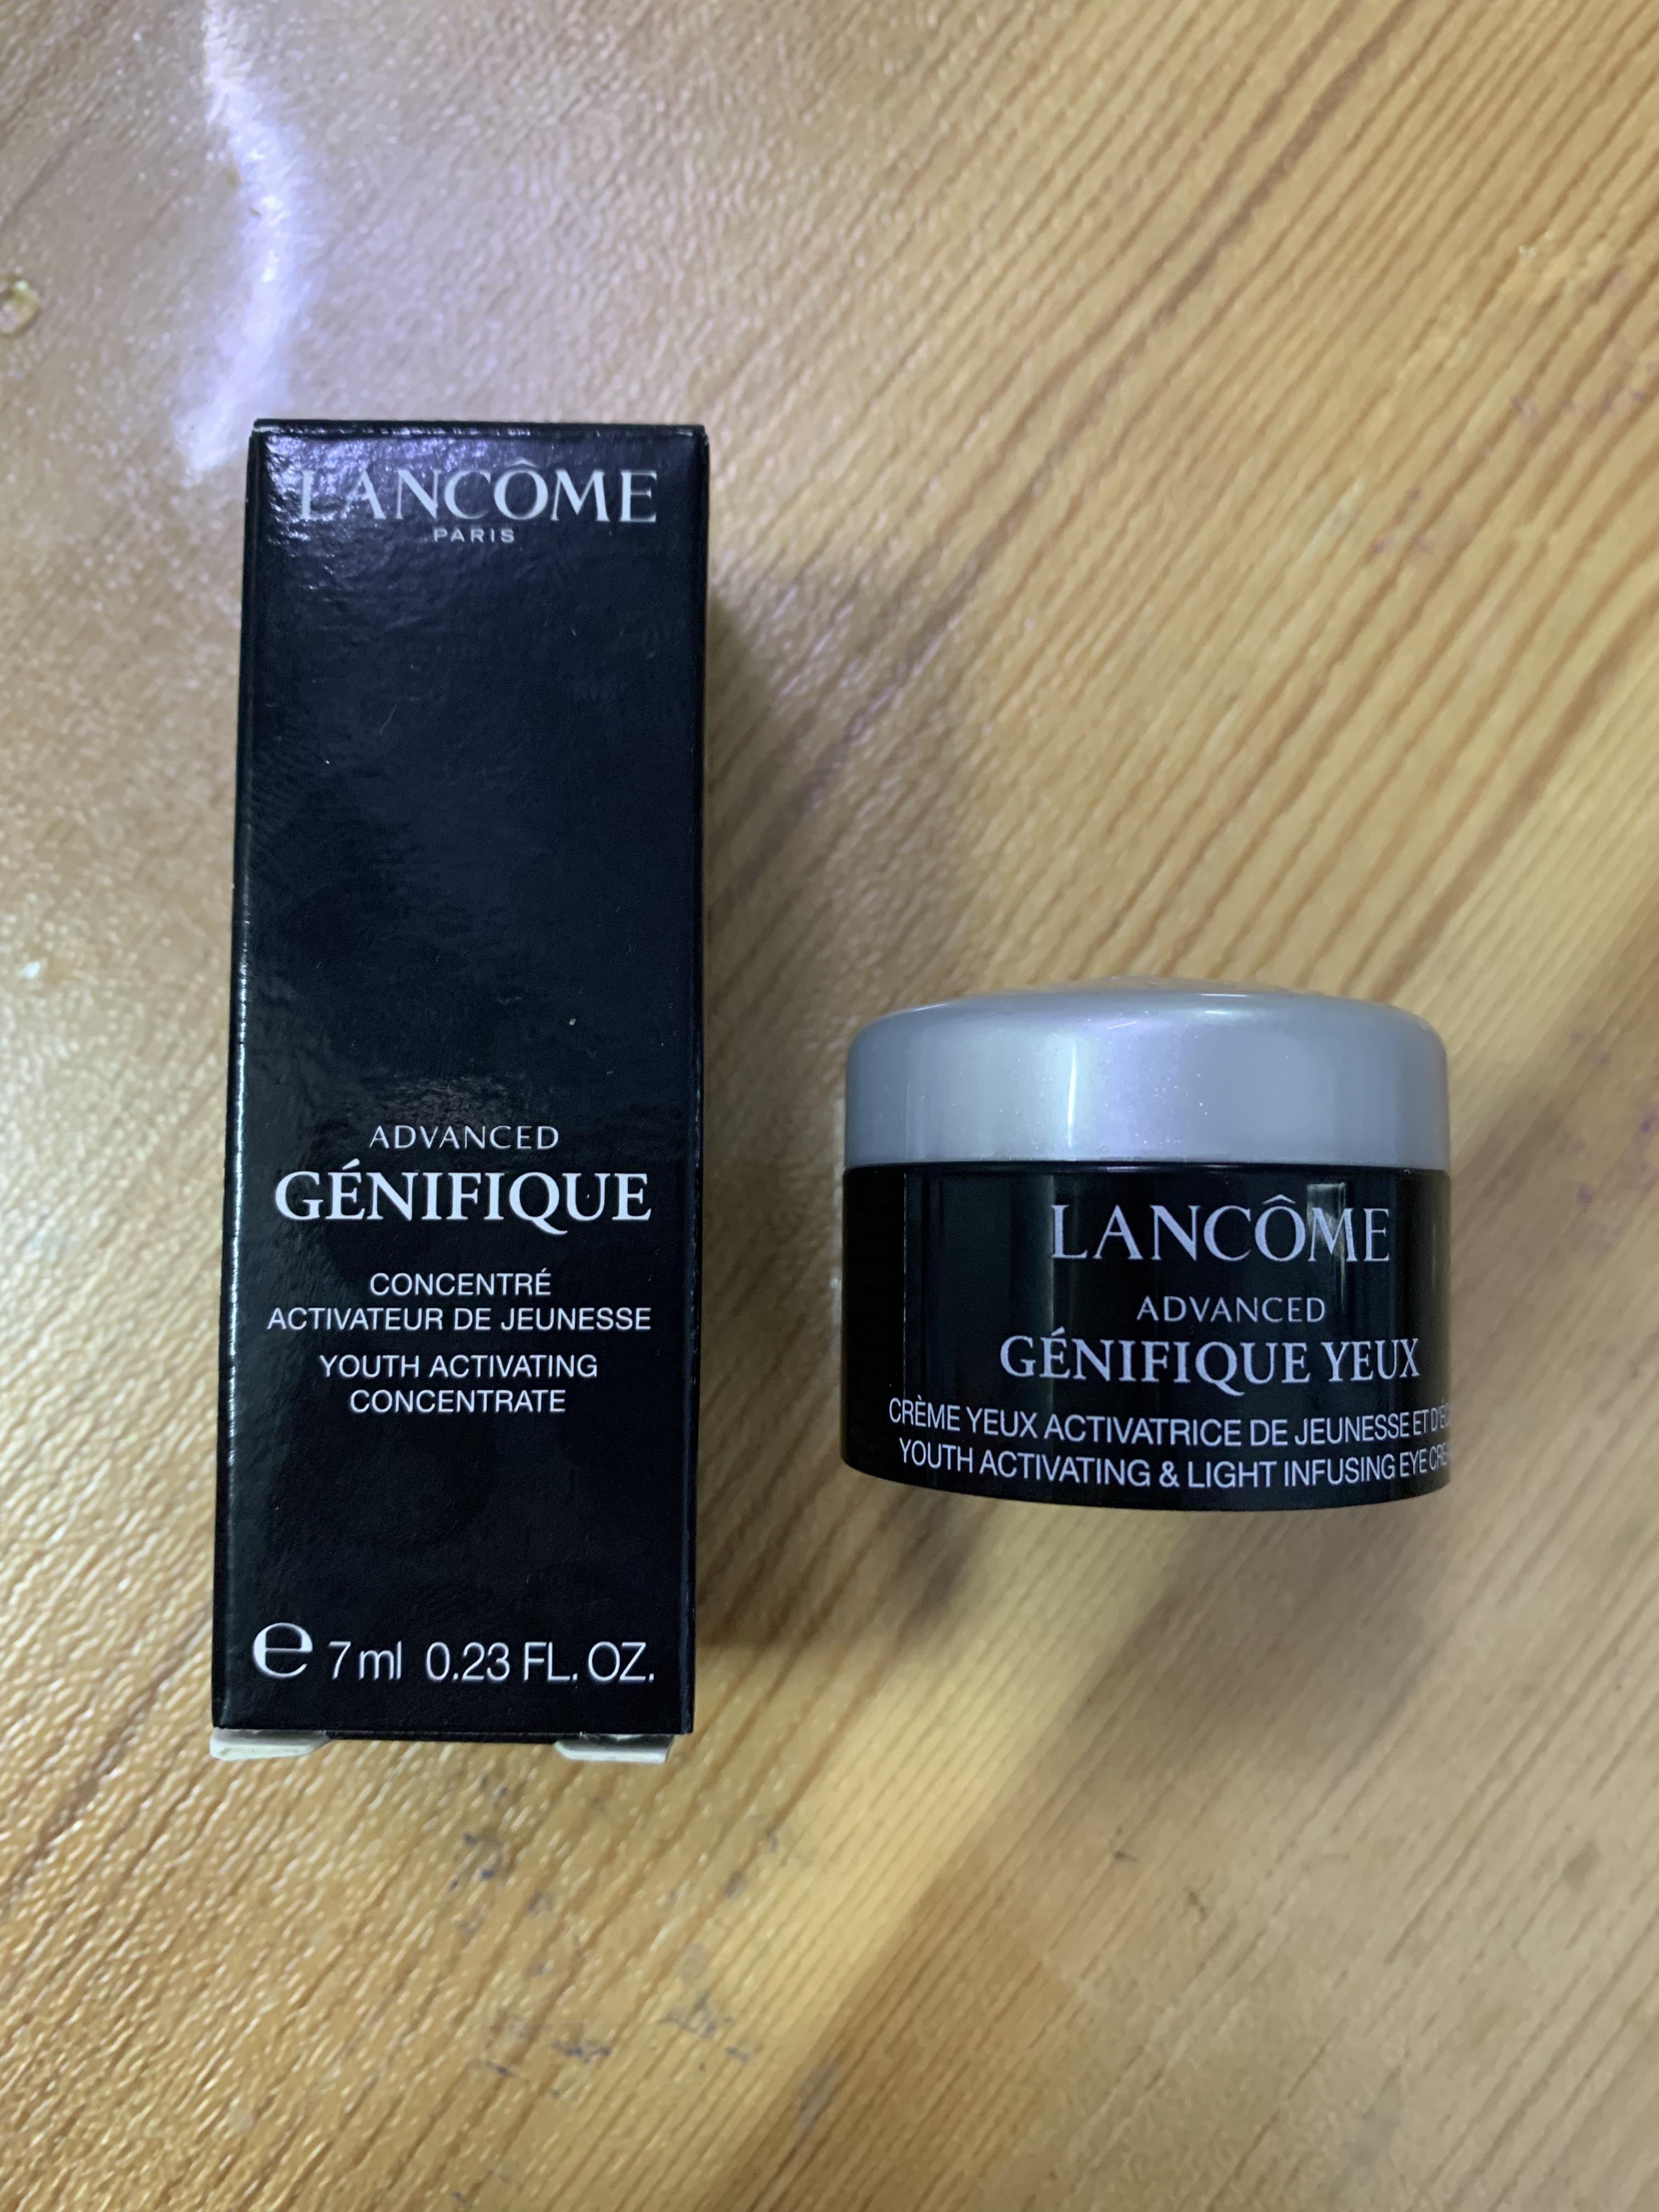 LANCÔME
PARIS
ADVANCED
GÉNIFIQUE
CONCENTRÉ
ACTIVATEUR DE JEUNESSE
YOUTH ACTIVATING
CONCENTRATE
e 7 ml 0.23 FL. OZ.
LANCÔME
ADVANCED
GÉNIFIQUE YEUX
CRÈME YEUX ACTIVATRICE DE JEUNESSE ET
YOUTH ACTIVATING & LIGHT INFUSING EYE